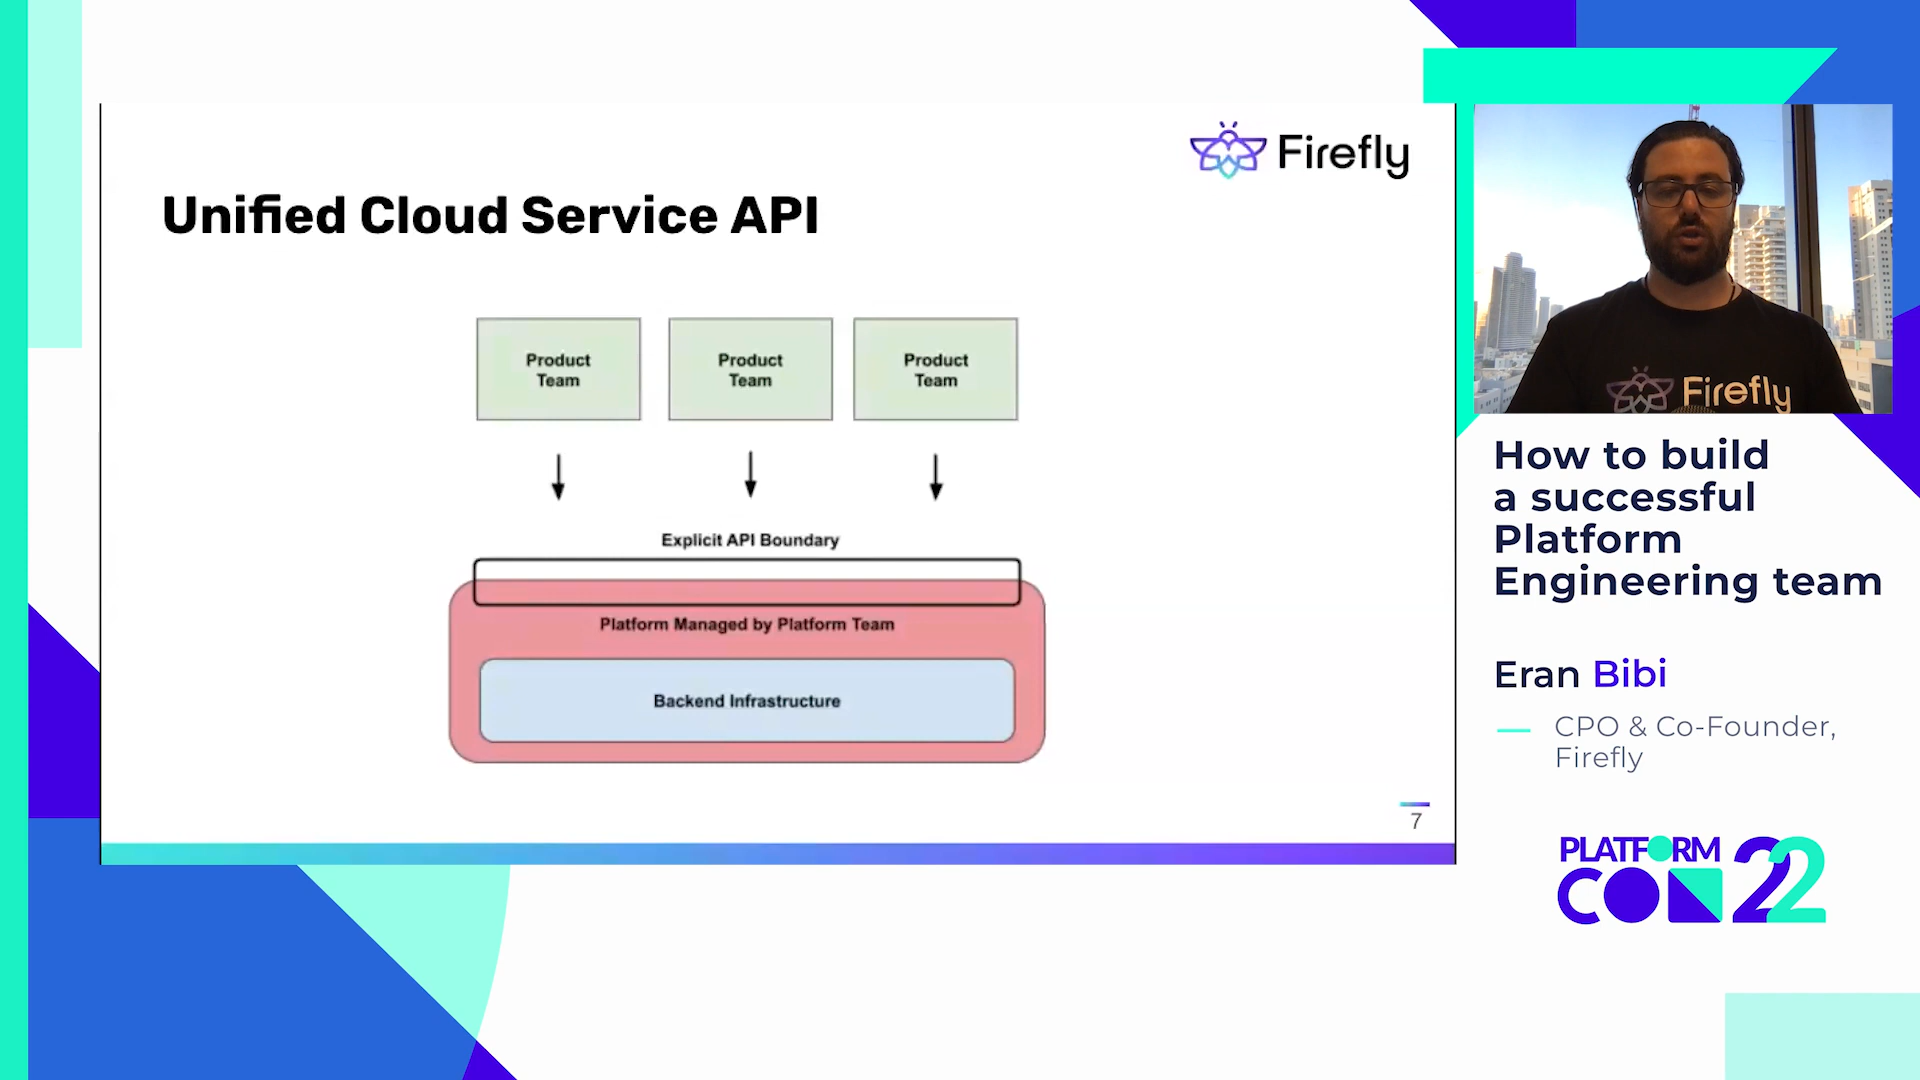 Firefly
Unified Cloud Service API
Product
Team
Product
Team
Product
Team
Explicit API Boundary
Platform Managed by Platform Team
Backend Infrastructure
7
Firefly
How to build
a successful
Platform
Engineering team
Eran Bibi
CPO & Co-Founder,
Firefly
PLATFORM
CON 22